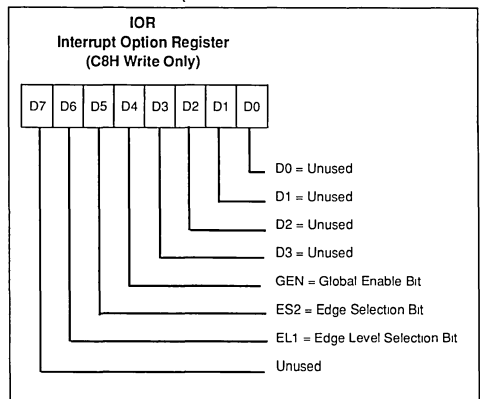 IOR
Interrupt Option Register
(C8H Write Only)
D7 D6 D5 D4 D3 D2 D1 D0
D0 = Unused
D1 = Unused
D2 = Unused
D3 = Unused
GEN = Global Enable Bit
ES2 = Edge Selection Bit
EL1 = Edge Level Selection Bit
Unused